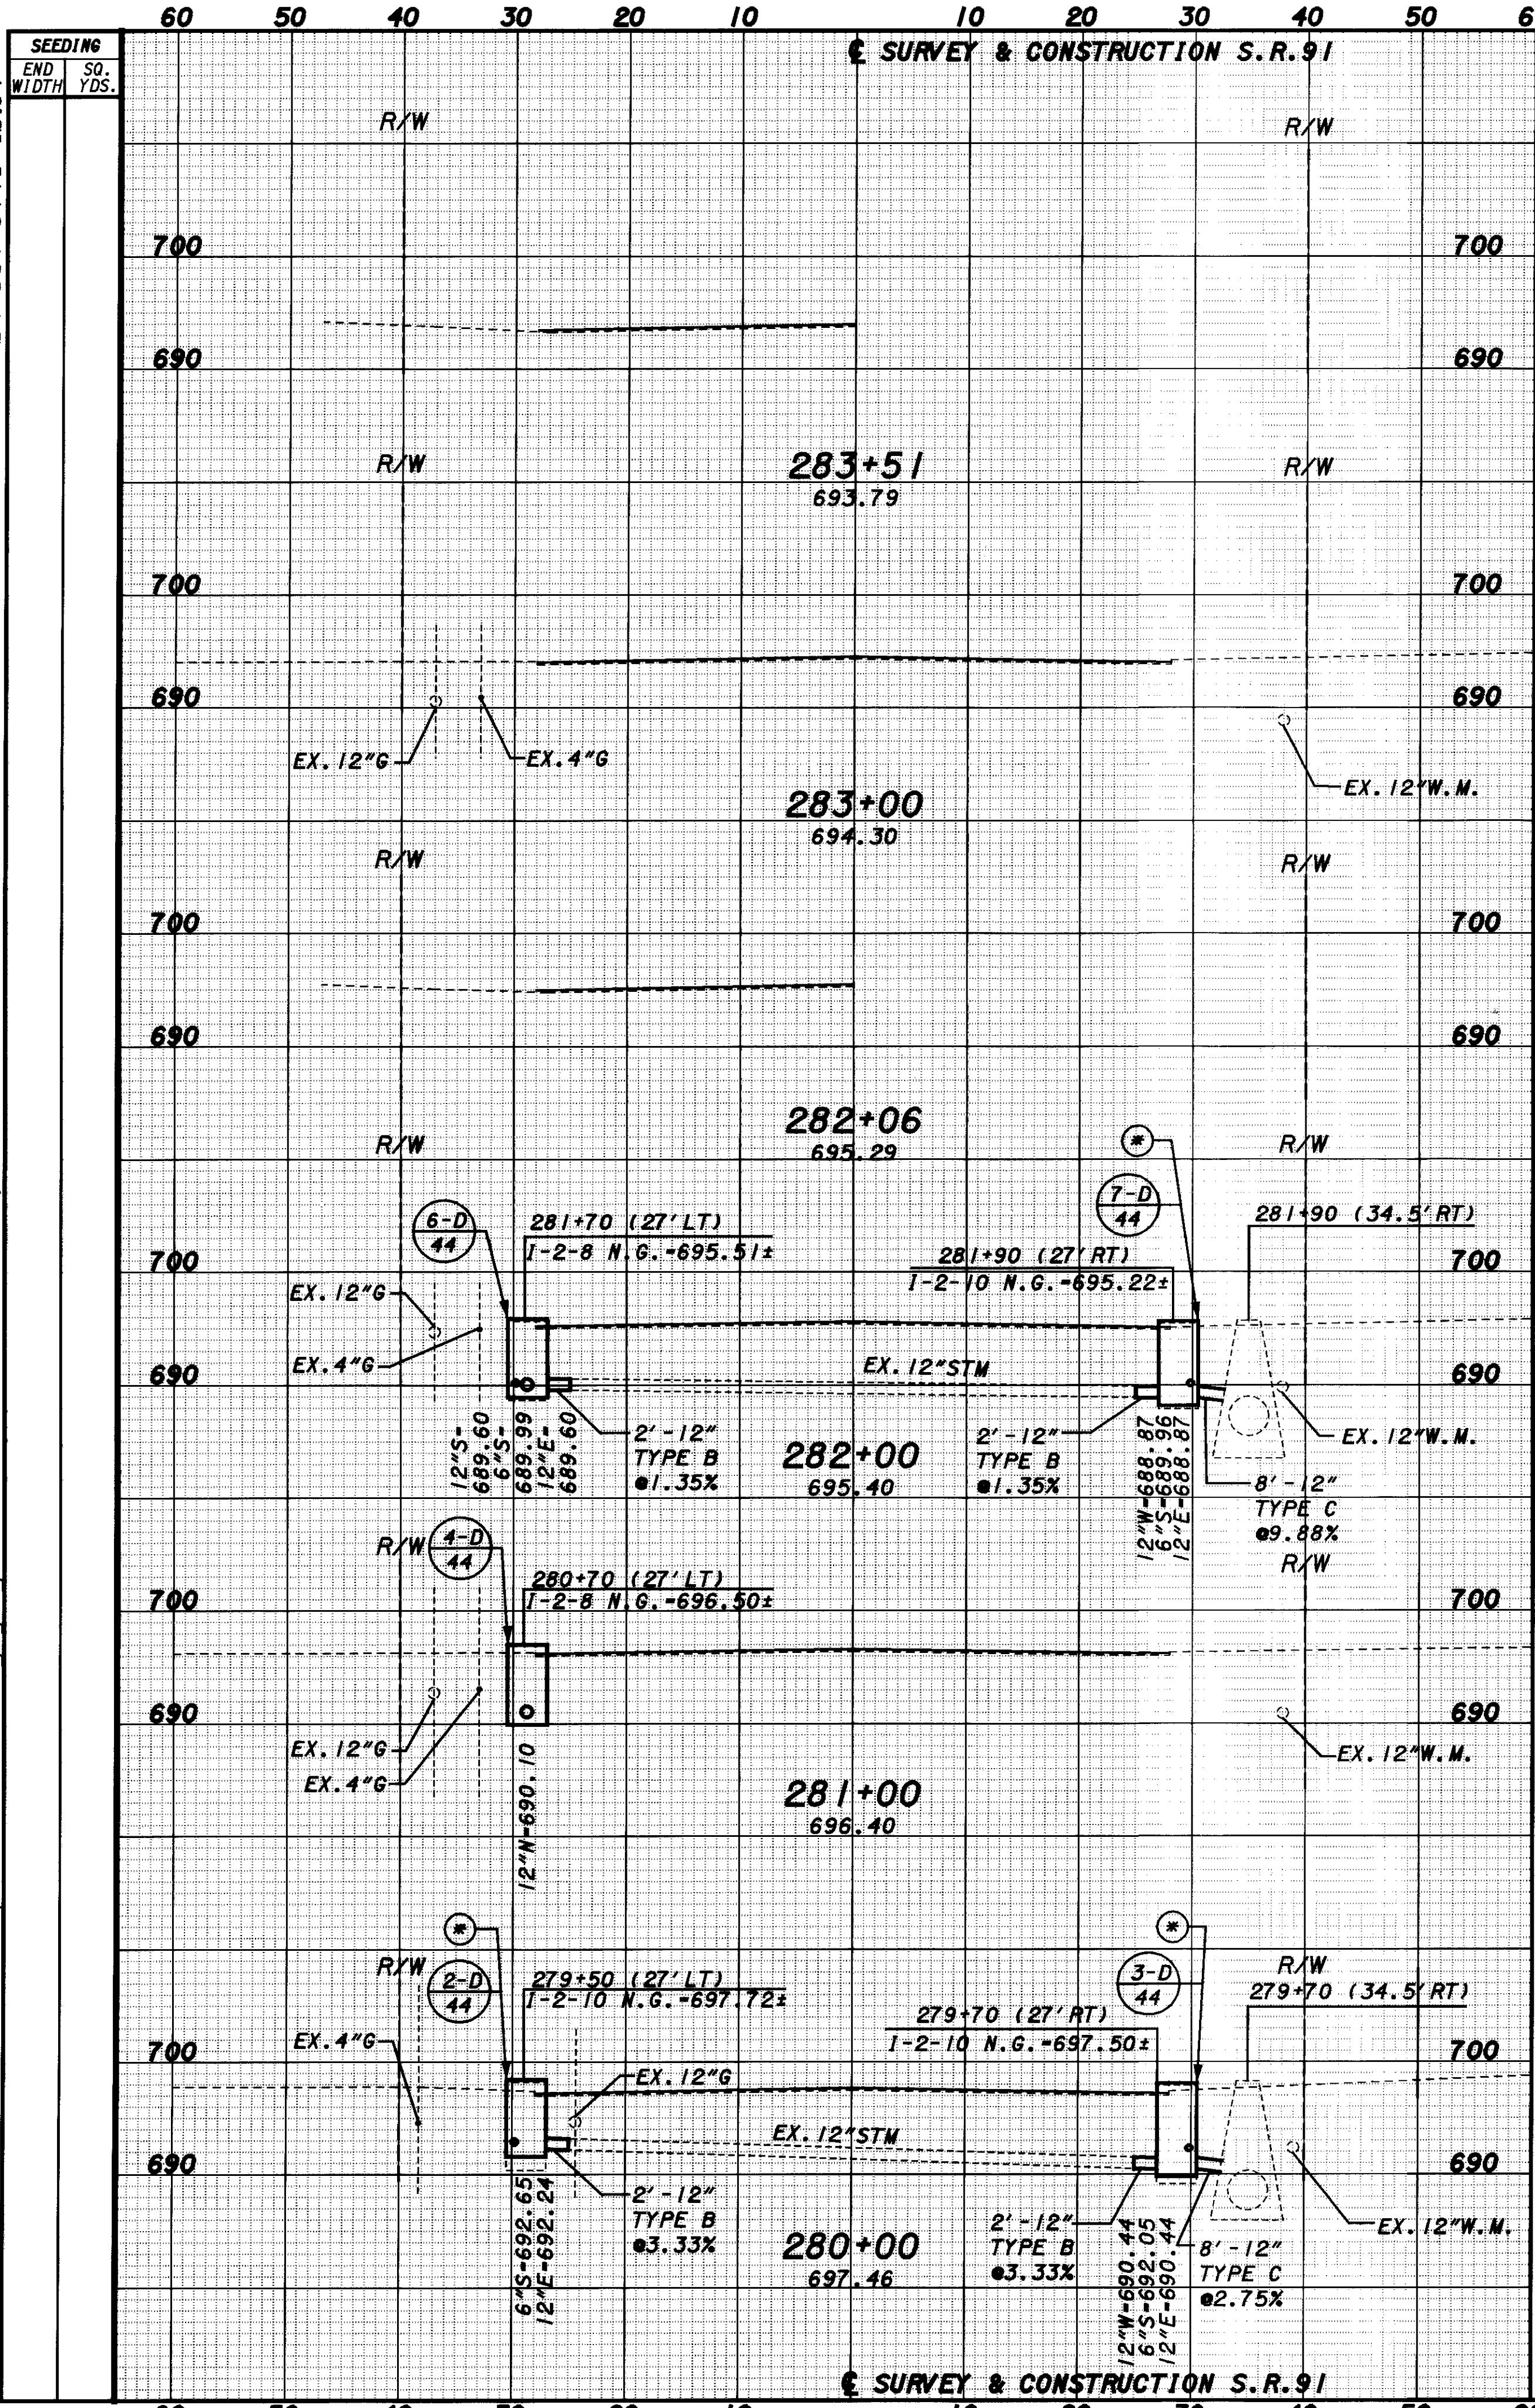 60 50 40 30 20 10 10 20 30 40 50 6
SEEDING
END WIDTH
SQ. YDS.
℄ SURVEY & CONSTRUCTION S.R.91
R/W R/W
700 700
690 690
R/W R/W
283+51
693.79
700 700
690 690
EX. 12"G
EX. 4"G
EX. 12"W.M.
283+00
694.30
R/W R/W
700 700
690 690
282+06
695.29
R/W R/W
*
6-D
44
281+70 (27' LT)
I-2-8 N.G.=695.51±
7-D
44
281+90 (34.5' RT)
281+90 (27' RT)
I-2-10 N.G.=695.22±
700 700
EX. 12"G
EX. 4"G
EX. 12"STM
690 690
12"S-
689.60
6"S-
689.99
12"E-
689.60
2'-12"
TYPE B
@1.35%
282+00
695.40
2'-12"
TYPE B
@1.35%
12"W=688.87
6"S=689.96
12"E=688.87
EX. 12"W.M.
8'-12"
TYPE C
@9.88%
R/W R/W
4-D
44
280+70 (27' LT)
I-2-8 N.G.=696.50±
700 700
690 690
EX. 12"G
EX. 4"G
12"N=690.10
EX. 12"W.M.
281+00
696.40
* *
R/W R/W
2-D
44
279+50 (27' LT)
I-2-10 N.G.=697.72±
3-D
44
279+70 (34.5' RT)
279+70 (27' RT)
I-2-10 N.G.=697.50±
EX. 4"G
700 700
EX. 12"G
EX. 12"STM
690 690
6"S=692.65
12"E=692.24
2'-12"
TYPE B
@3.33%
280+00
697.46
2'-12"
TYPE B
@3.33%
12"W=690.44
6"S=692.05
12"E=690.44
EX. 12"W.M.
8'-12"
TYPE C
@2.75%
℄ SURVEY & CONSTRUCTION S.R.91